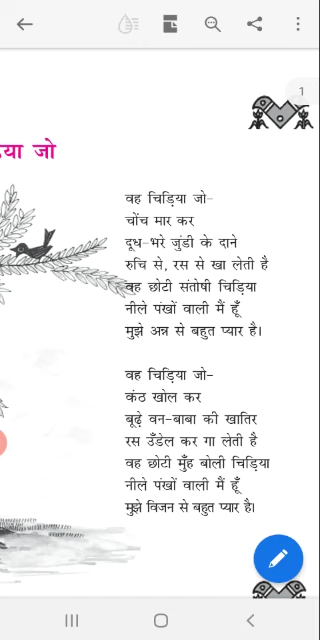 1
या जो
वह चिड़िया जो-
चोंच मार कर
दूध-भरे जुंडी के दाने
रुचि से, रस से खा लेती है
वह छोटी संतोषी चिड़िया
नीले पंखों वाली मैं हूँ
मुझे अन्न से बहुत प्यार है।
वह चिड़िया जो-
कंठ खोल कर
बूढ़े वन-बाबा की खातिर
रस उँडेल कर गा लेती है
वह छोटी मुँह बोली चिड़िया
नीले पंखों वाली मैं हूँ
मुझे विजन से बहुत प्यार है।